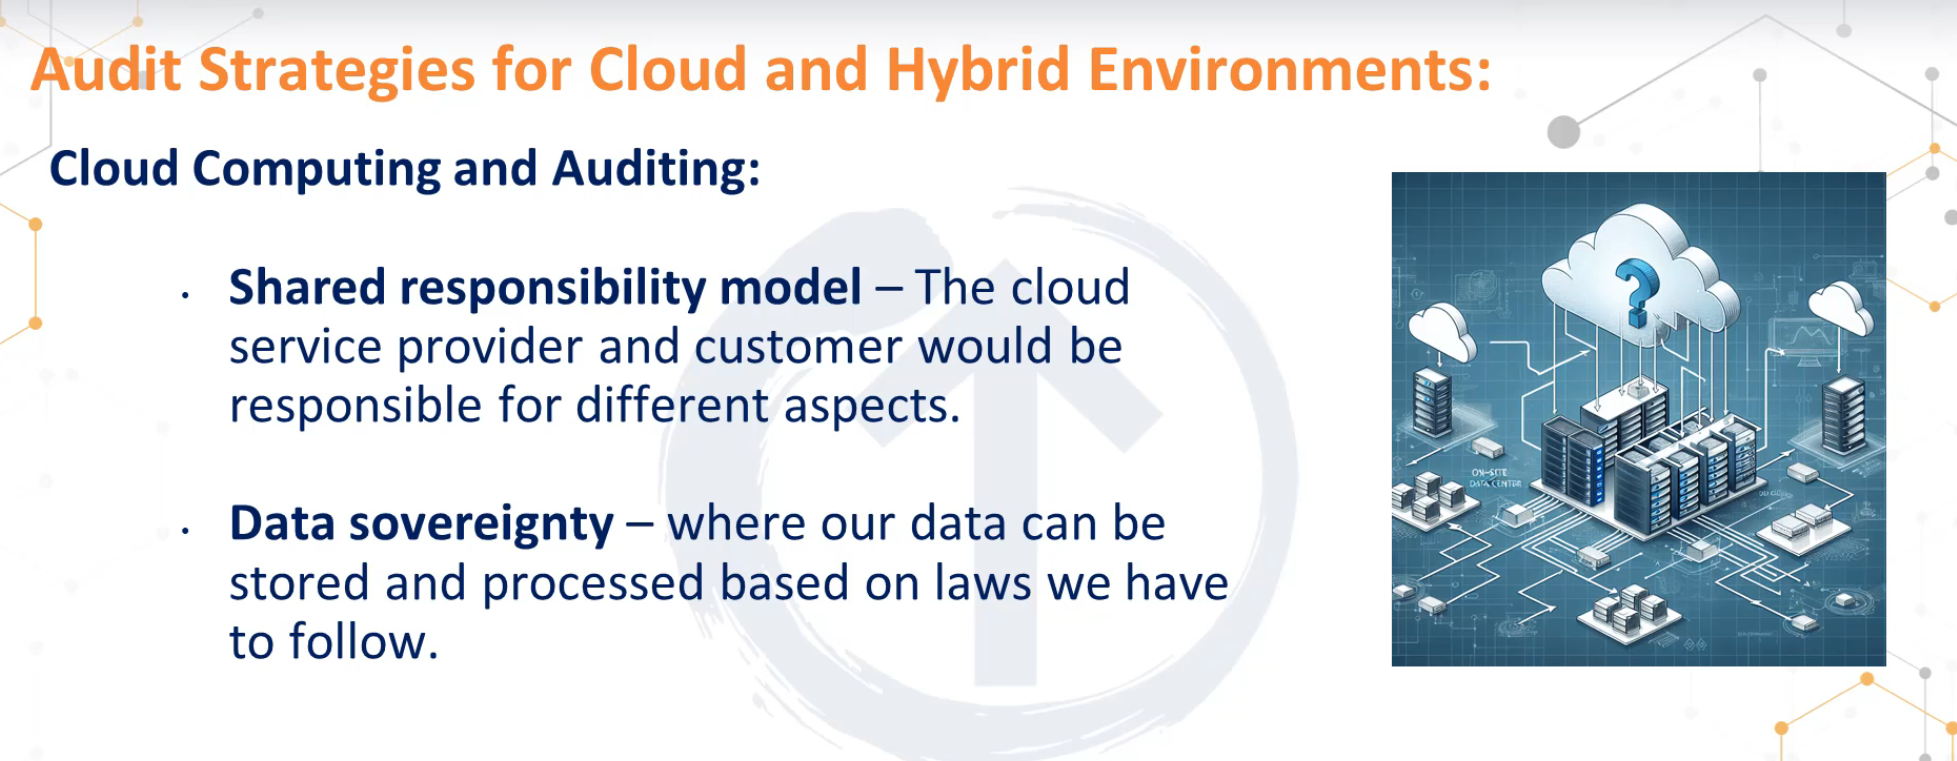 Audit Strategies for Cloud and Hybrid Environments:
Cloud Computing and Auditing:
• Shared responsibility model – The cloud
service provider and customer would be
responsible for different aspects.
• Data sovereignty – where our data can be
stored and processed based on laws we have
to follow.
?
ON-SITE
DATA CENTER